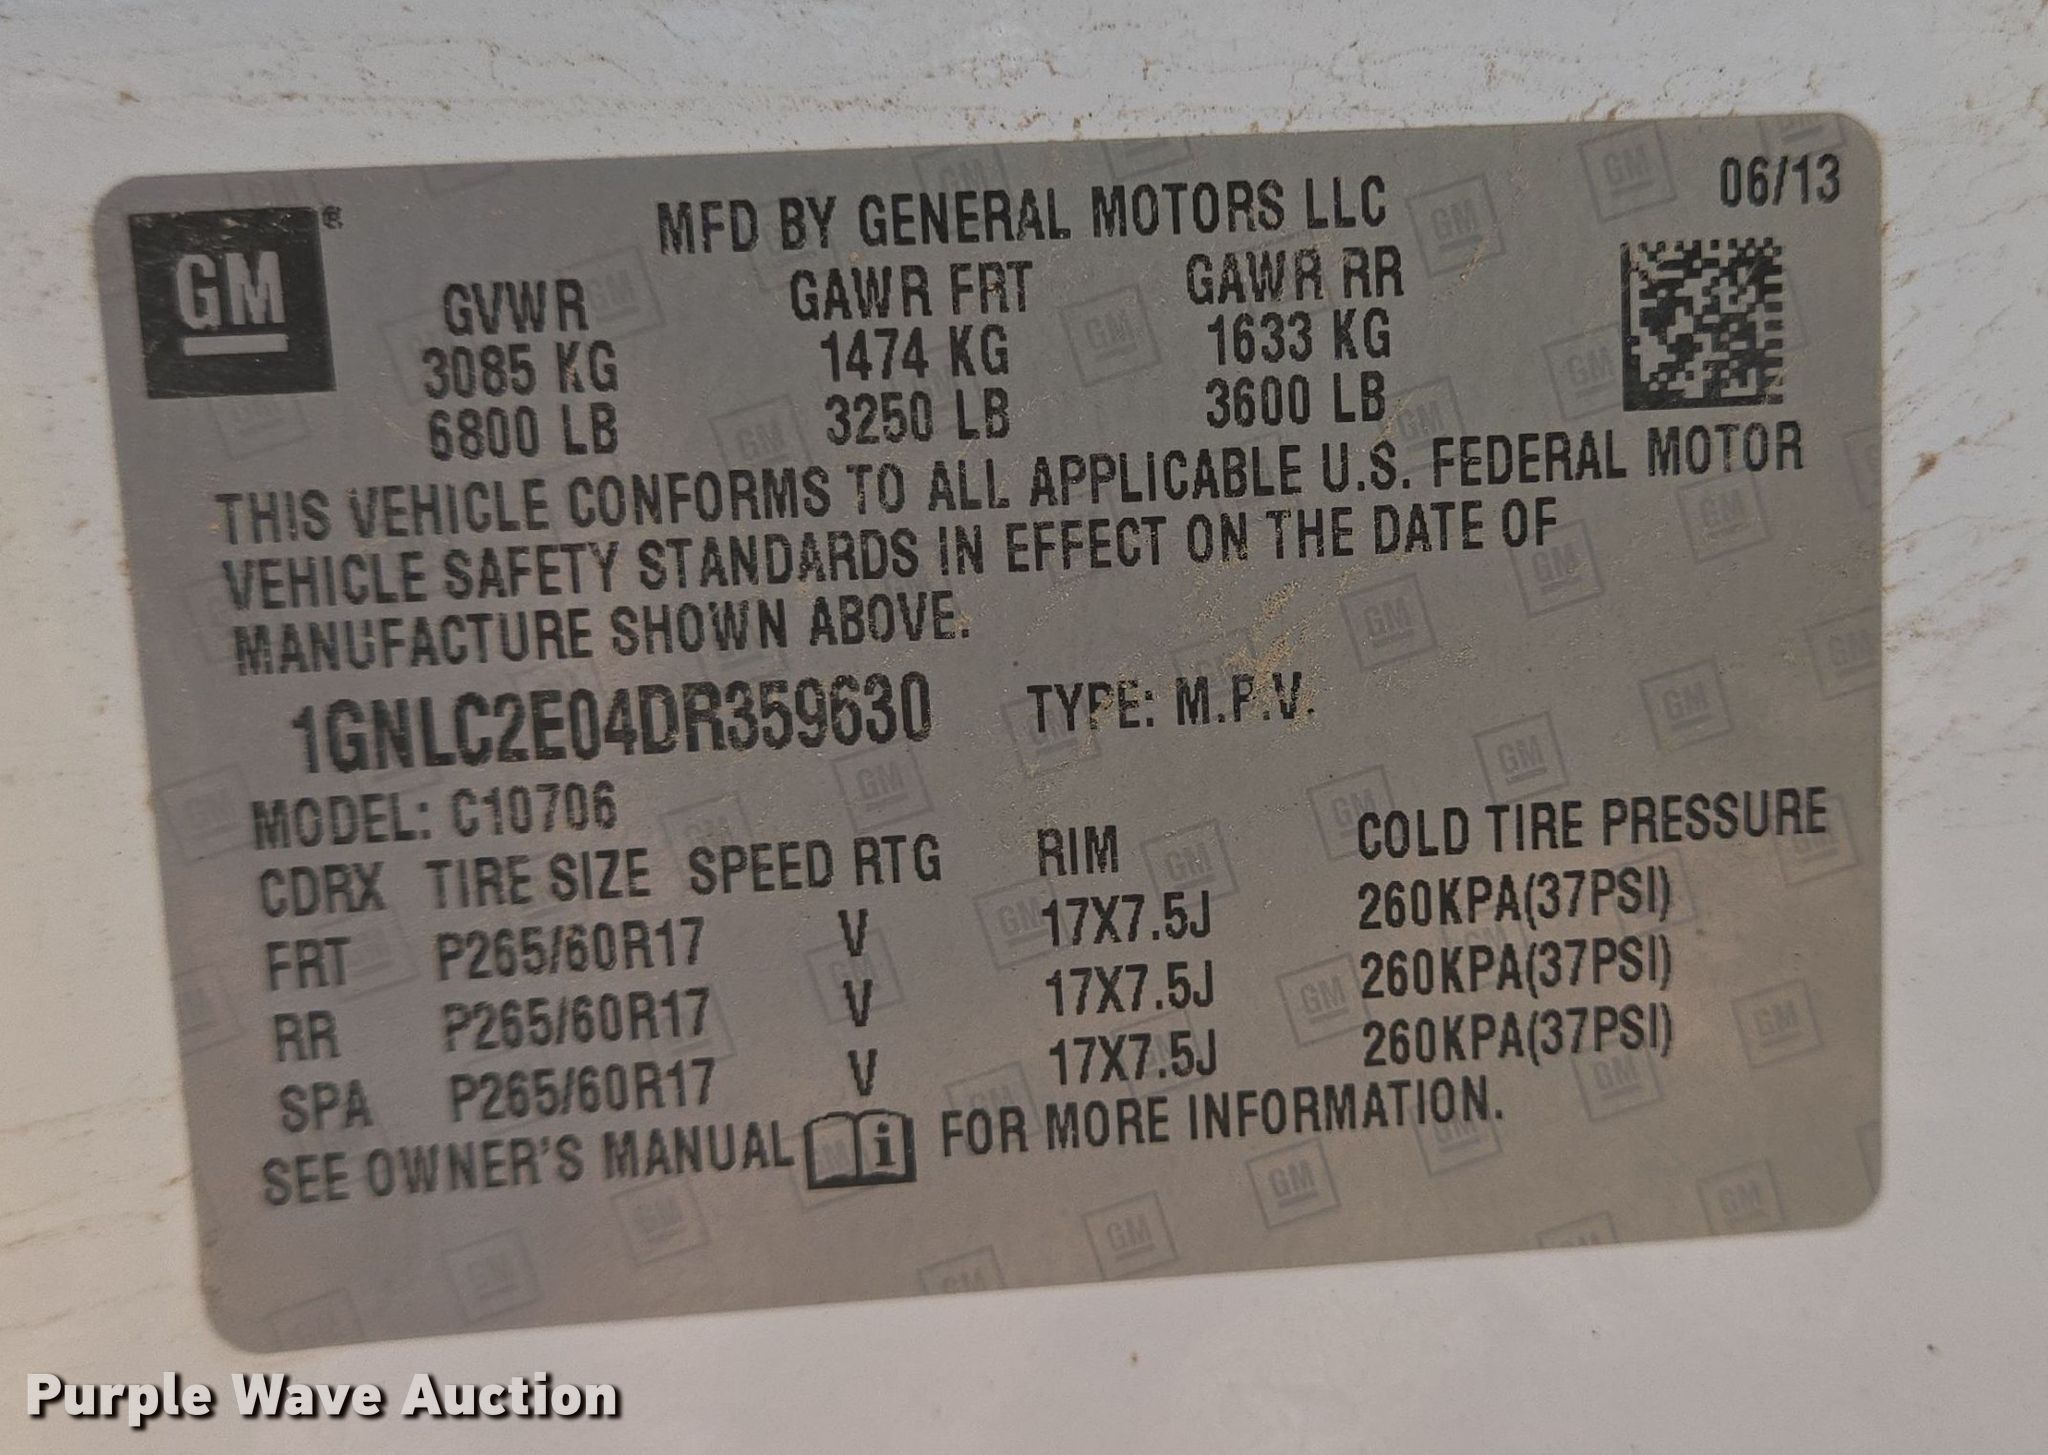 GM®
MFD BY GENERAL MOTORS LLC 06/13
GVWR GAWR FRT GAWR RR
3085 KG 1474 KG 1633 KG
6800 LB 3250 LB 3600 LB
THIS VEHICLE CONFORMS TO ALL APPLICABLE U.S. FEDERAL MOTOR
VEHICLE SAFETY STANDARDS IN EFFECT ON THE DATE OF
MANUFACTURE SHOWN ABOVE.
1GNLC2E04DR359630 TYPE: M.P.V.
MODEL: C10706
CDRX TIRE SIZE SPEED RTG RIM COLD TIRE PRESSURE
FRT P265/60R17 V 17X7.5J 260KPA(37PSI)
RR P265/60R17 V 17X7.5J 260KPA(37PSI)
SPA P265/60R17 V 17X7.5J 260KPA(37PSI)
SEE OWNER'S MANUAL i FOR MORE INFORMATION.
Purple Wave Auction